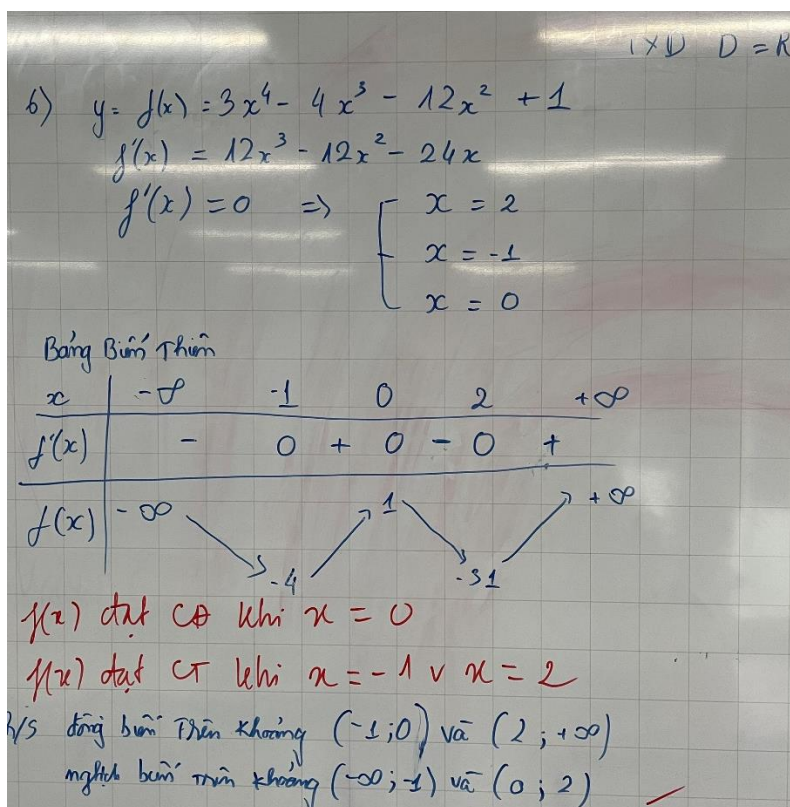 TXĐ D = R
b) y = f(x) = 3x⁴ - 4x³ - 12x² + 1
f'(x) = 12x³ - 12x² - 24x
f'(x) = 0 => [ x = 2
x = -1
x = 0
Bảng Biến Thiên
x -∞ -1 0 2 +∞
f'(x) - 0 + 0 - 0 +
f(x) -∞ ↘ -4 ↗ 1 ↘ -31 ↗ +∞
f(x) đạt CĐ khi x = 0
f(x) đạt CT khi x = -1 v x = 2
h/s đồng biến Trên khoảng (-1;0) và (2; +∞)
nghịch biến trên khoảng (-∞; -1) và (0; 2)